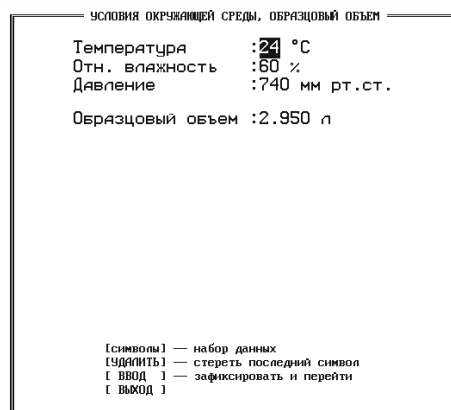 УСЛОВИЯ ОКРУЖАЮЩЕЙ СРЕДЫ, ОБРАЗЦОВЫЙ ОБЪЕМ
Температура :24 °C
Отн. влажность :60 %
Давление :740 мм рт.ст.
Образцовый объем :2.950 л
[символы] — набор данных
[УДАЛИТЬ] — стереть последний символ
[ ВВОД ] — зафиксировать и перейти
[ ВЫХОД ]